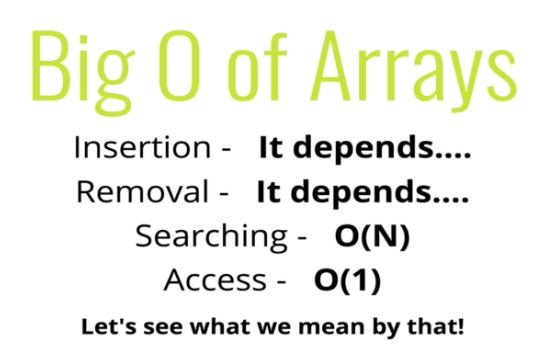 Big O of Arrays
Insertion - It depends....
Removal - It depends....
Searching - O(N)
Access - O(1)
Let's see what we mean by that!